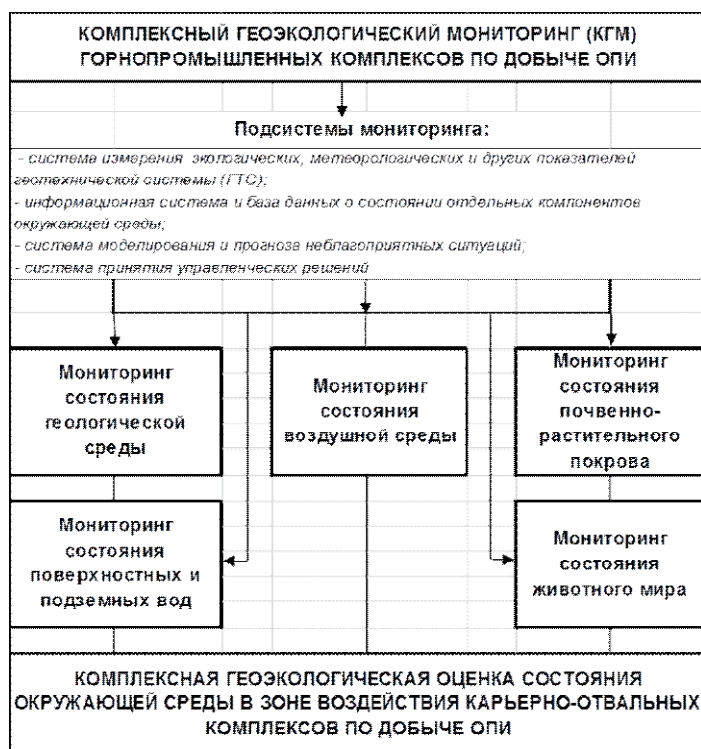 КОМПЛЕКСНЫЙ ГЕОЭКОЛОГИЧЕСКИЙ МОНИТОРИНГ (КГМ)
ГОРНОПРОМЫШЛЕННЫХ КОМПЛЕКСОВ ПО ДОБЫЧЕ ОПИ
Подсистемы мониторинга:
- система измерения экологических, метеорологических и других показателей
геотехнической системы (ГТС);
- информационная система и база данных о состоянии отдельных компонентов
окружающей среды;
- система моделирования и прогноза неблагоприятных ситуаций;
- система принятия управленческих решений
Мониторинг
состояния
геологической
среды
Мониторинг
состояния
воздушной среды
Мониторинг
состояния
почвенно-
растительного
покрова
Мониторинг
состояния
поверхностных и
подземных вод
Мониторинг
состояния
животного мира
КОМПЛЕКСНАЯ ГЕОЭКОЛОГИЧЕСКАЯ ОЦЕНКА СОСТОЯНИЯ
ОКРУЖАЮЩЕЙ СРЕДЫ В ЗОНЕ ВОЗДЕЙСТВИЯ КАРЬЕРНО-ОТВАЛЬНЫХ
КОМПЛЕКСОВ ПО ДОБЫЧЕ ОПИ